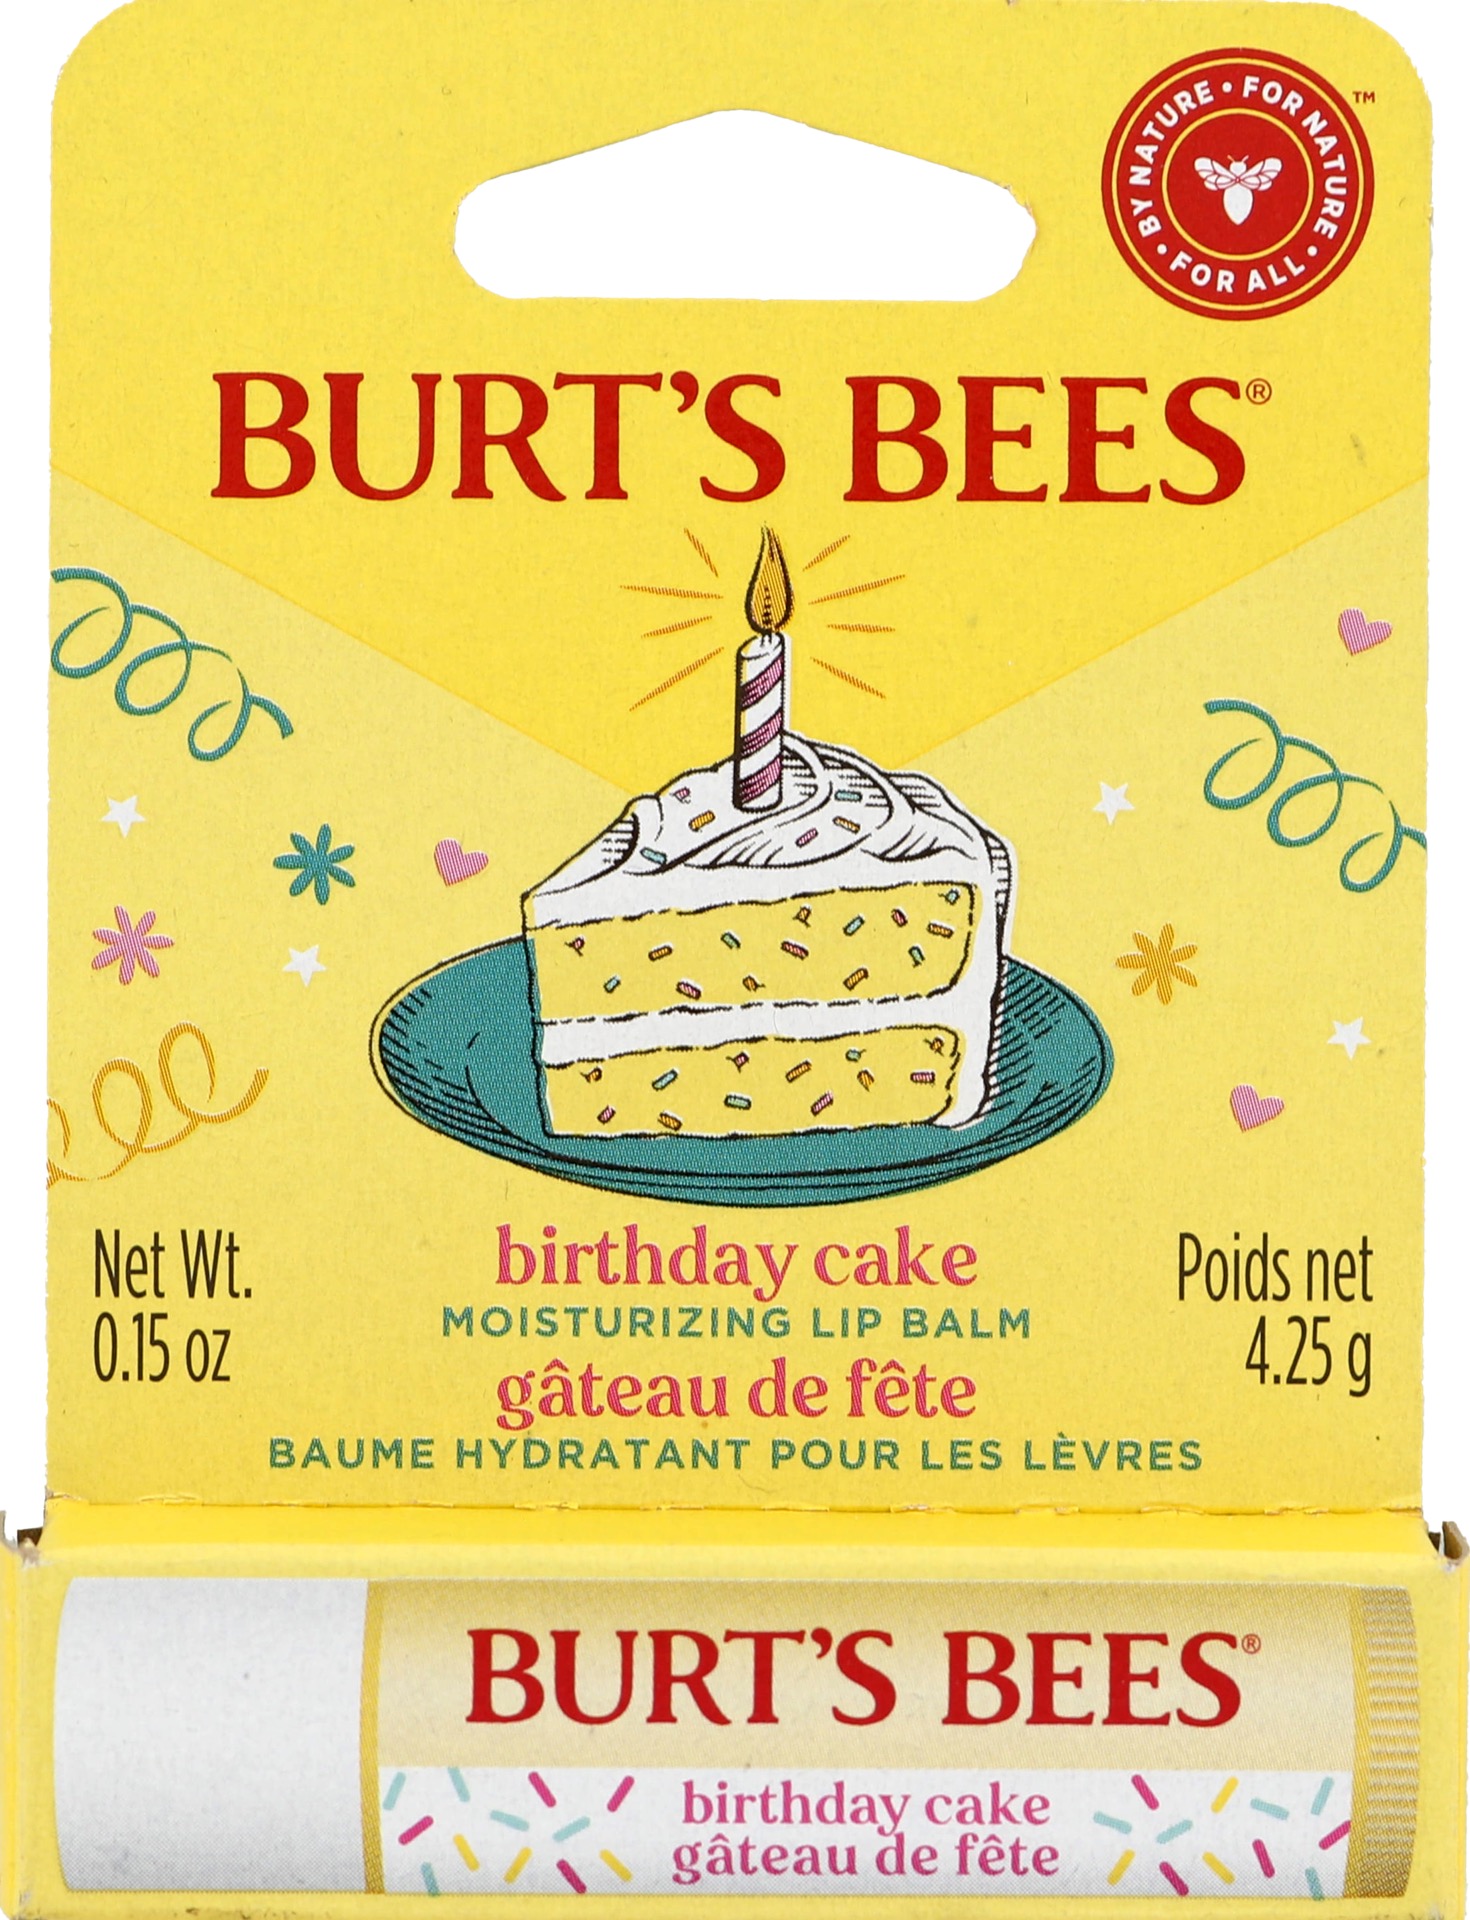 BY NATURE • FOR NATURE • FOR ALL •
™
BURT'S BEES®
Net Wt.
0.15 oz
birthday cake
MOISTURIZING LIP BALM
gâteau de fête
BAUME HYDRATANT POUR LES LÈVRES
Poids net
4.25 g
BURT'S BEES®
birthday cake
gâteau de fête